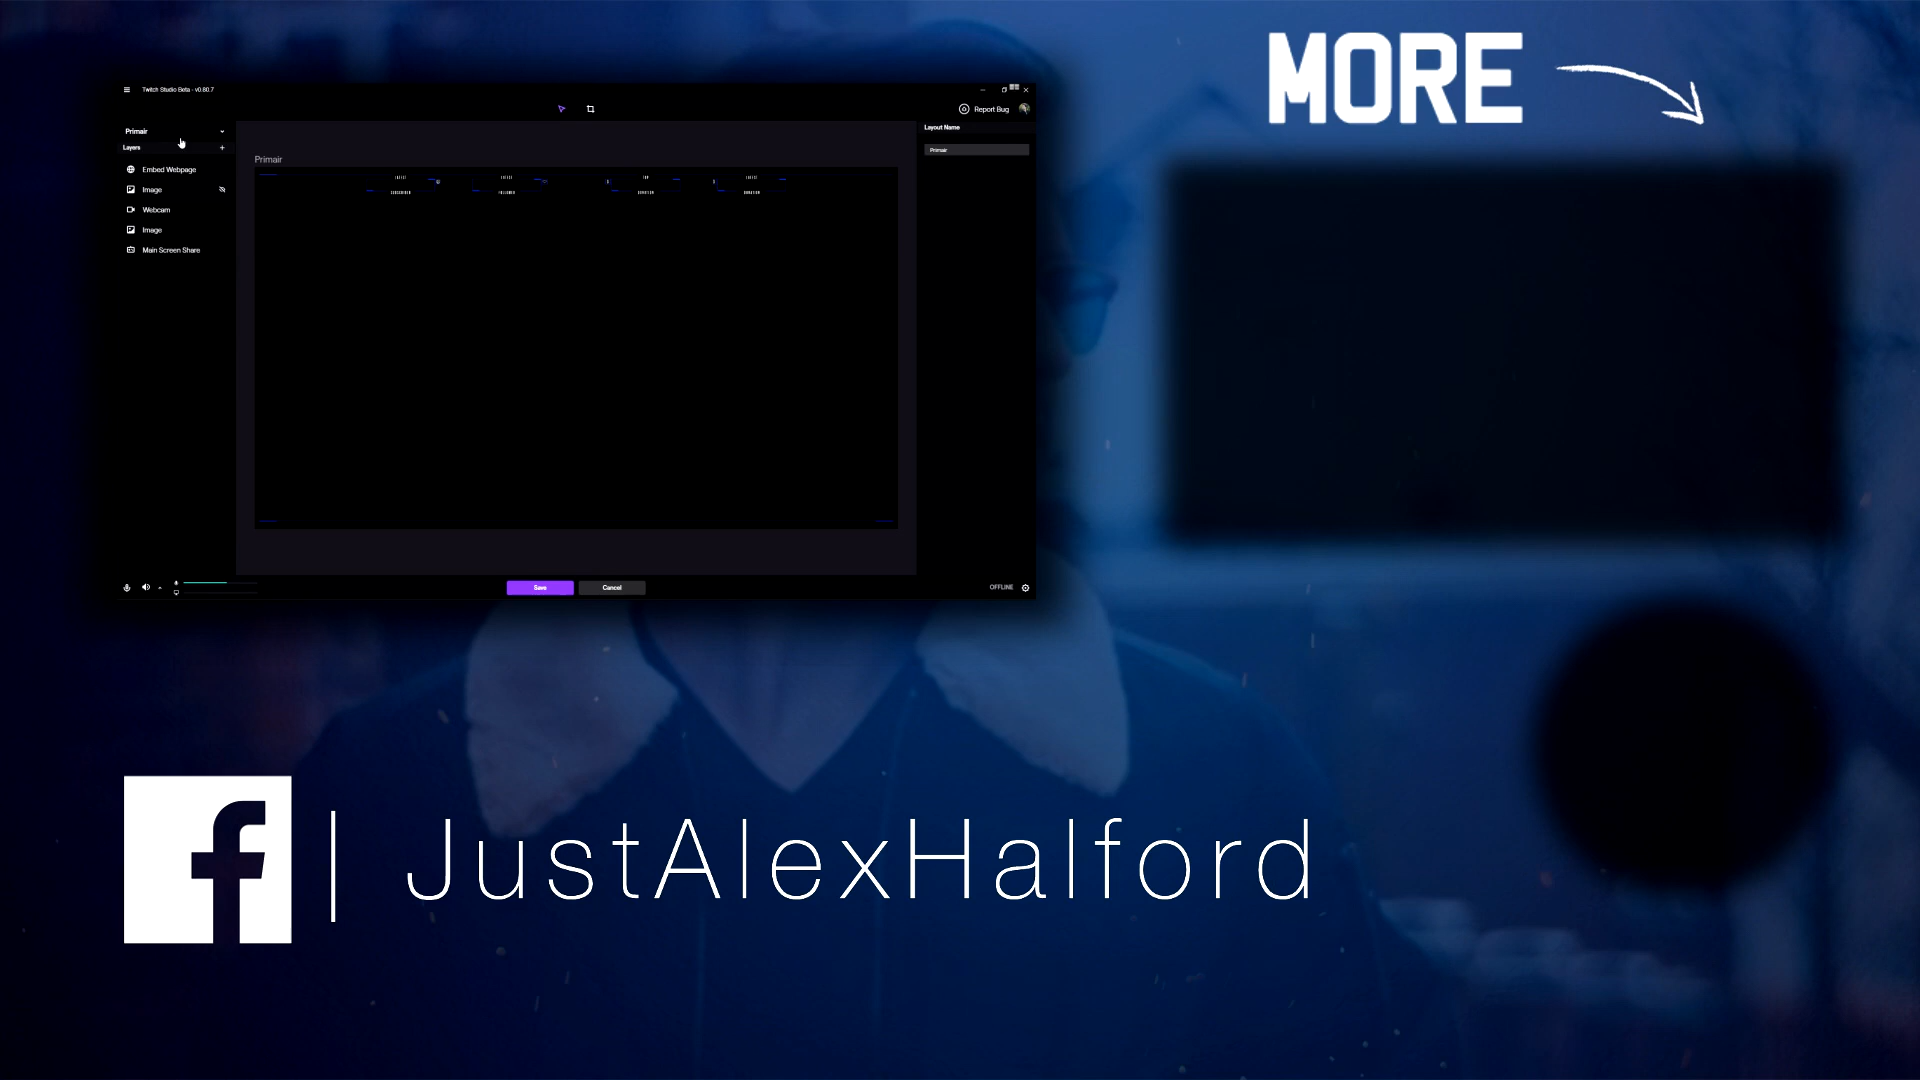 MORE
Twitch Studio Beta - v0.80.7
Report Bug
Primair
Layers
Embed Webpage
Image
Webcam
Image
Main Screen Share
Primair
Layout Name
Primair
Save
Cancel
OFFLINE
f | JustAlexHalford